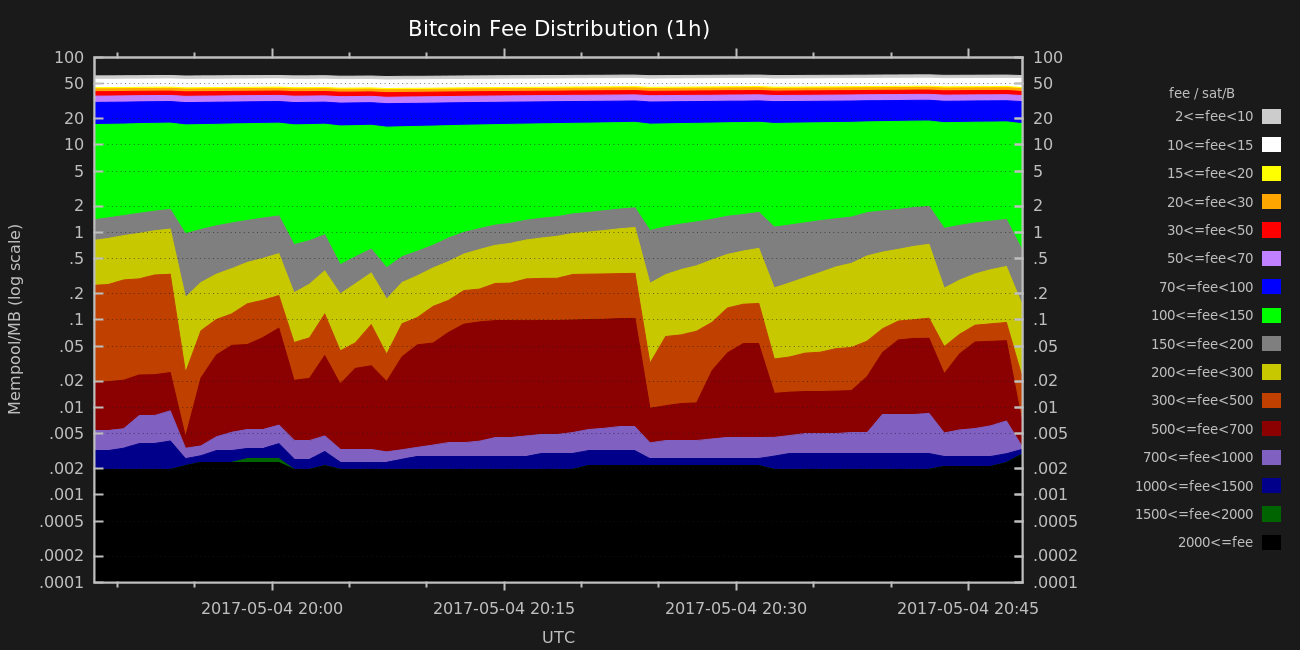 Bitcoin Fee Distribution (1h)
100 100
50 50
20 20
10 10
5 5
2 2
1 1
.5 .5
.2 .2
.1 .1
.05 .05
.02 .02
.01 .01
.005 .005
.002 .002
.001 .001
.0005 .0005
.0002 .0002
.0001 .0001
Mempool/MB (log scale)
2017-05-04 20:00 2017-05-04 20:15 2017-05-04 20:30 2017-05-04 20:45
UTC
fee / sat/B
2<=fee<10
10<=fee<15
15<=fee<20
20<=fee<30
30<=fee<50
50<=fee<70
70<=fee<100
100<=fee<150
150<=fee<200
200<=fee<300
300<=fee<500
500<=fee<700
700<=fee<1000
1000<=fee<1500
1500<=fee<2000
2000<=fee